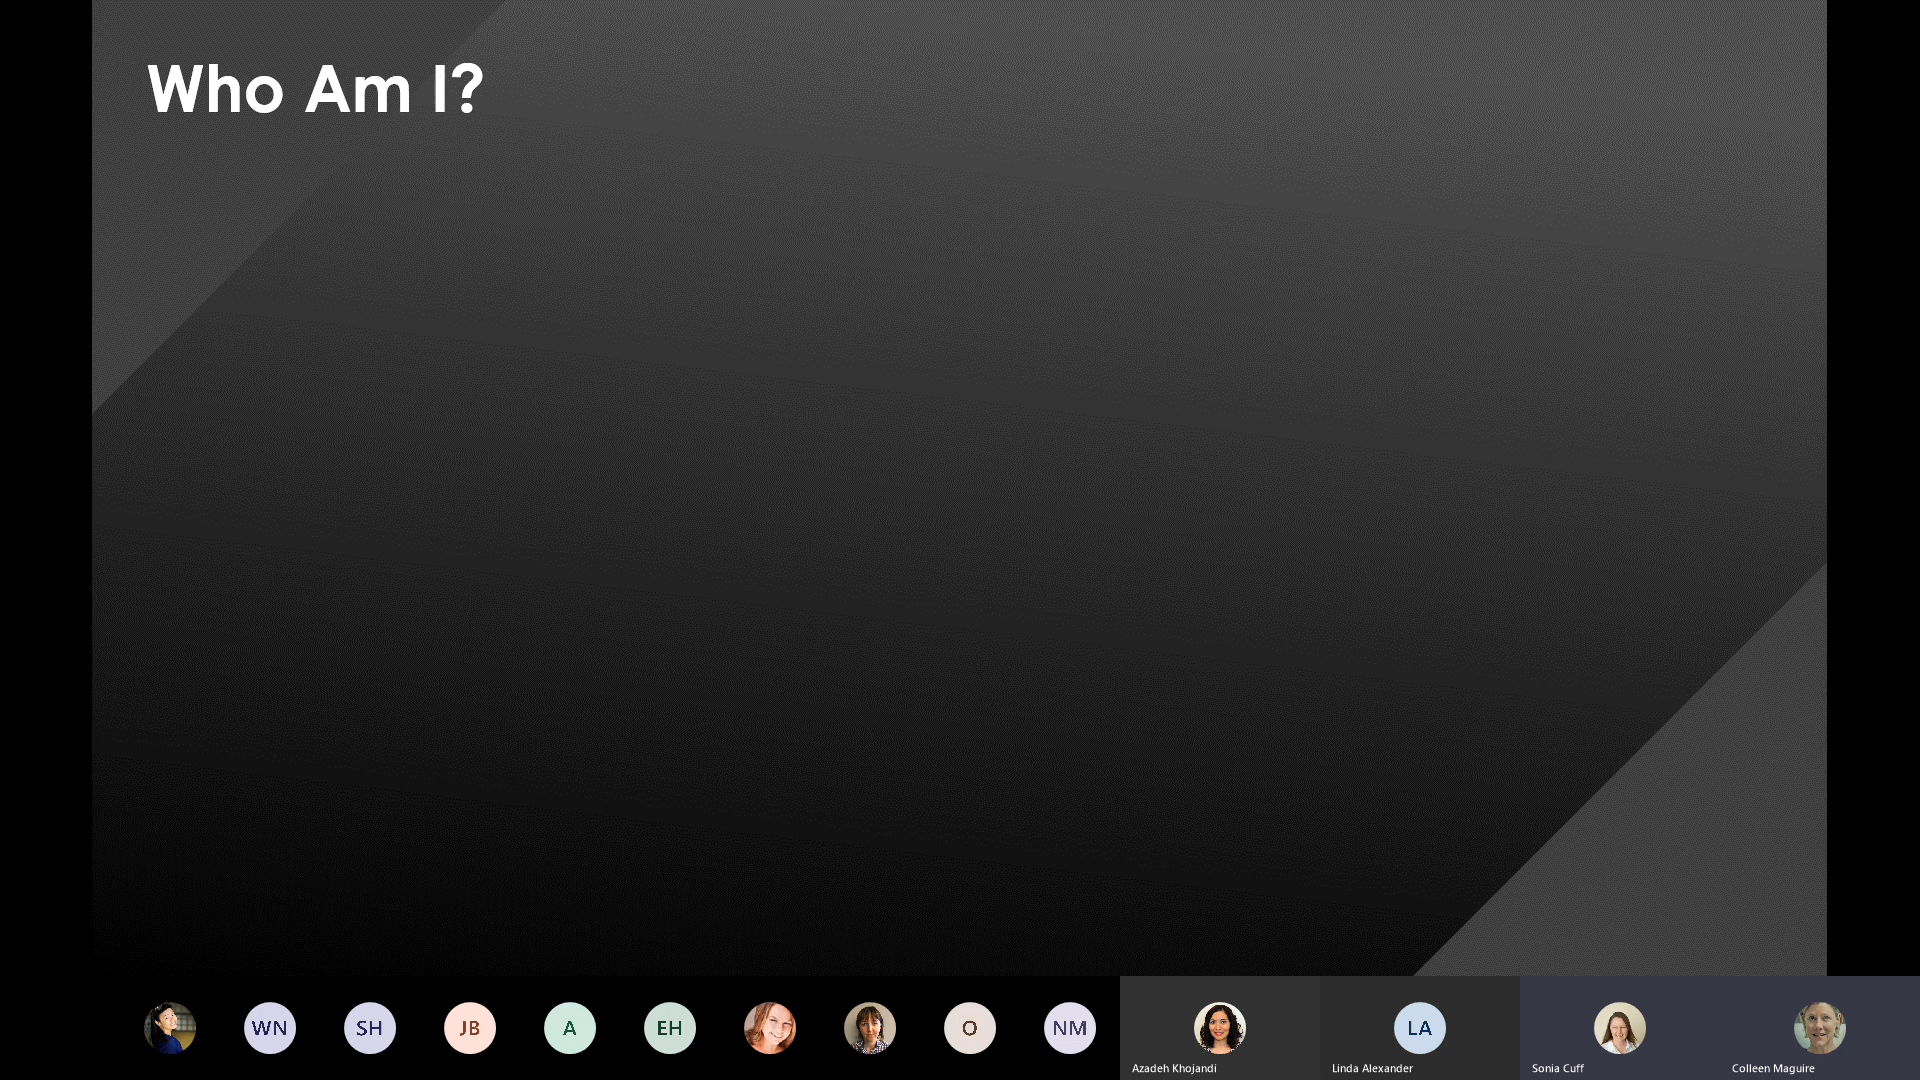 Who Am I?
WN
SH
JB
A
EH
O
NM
LA
Azadeh Khojandi
Linda Alexander
Sonia Cuff
Colleen Maguire